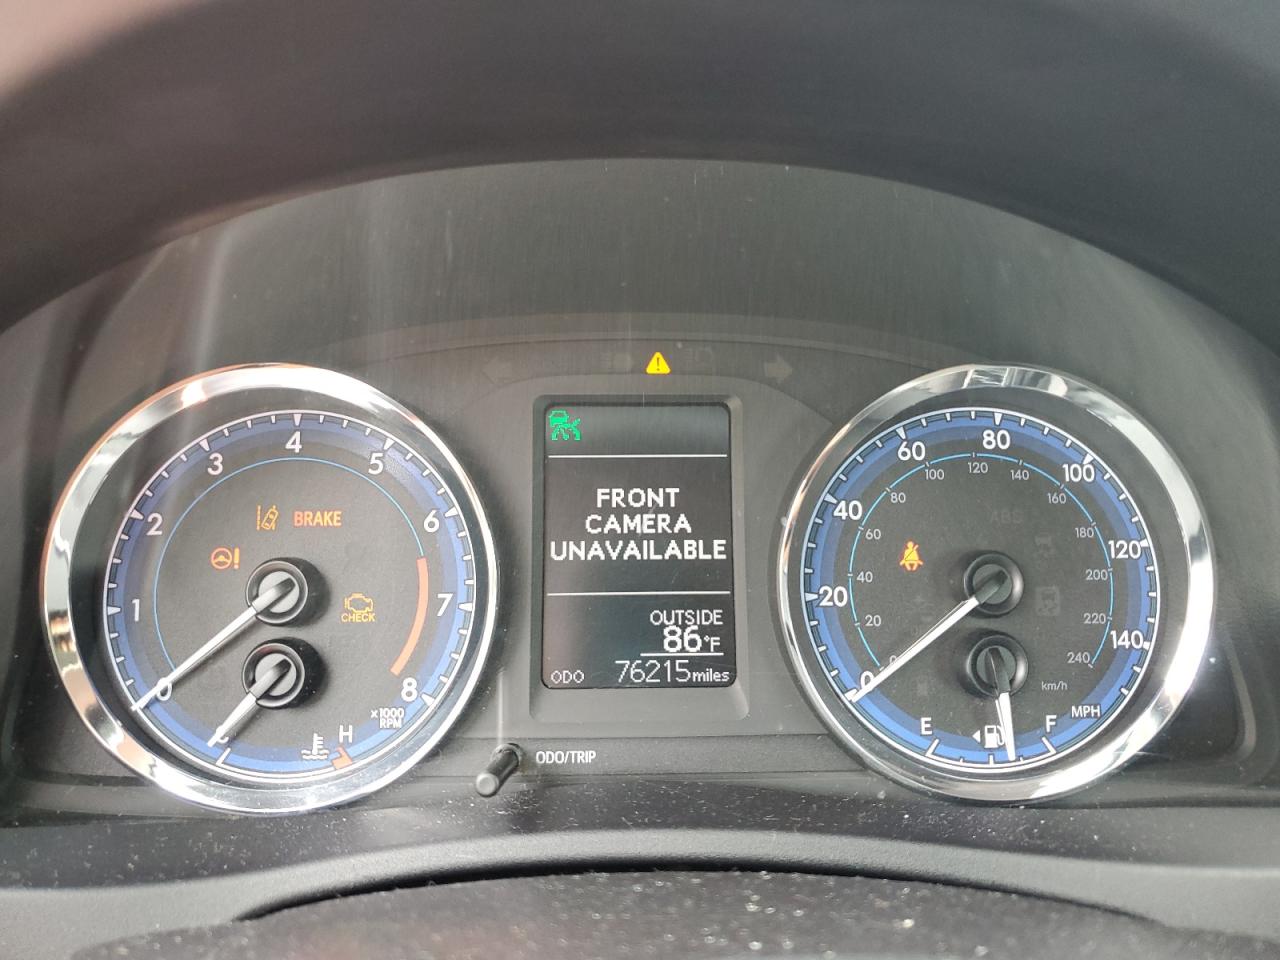 4
3
5
2
BRAKE
6
1
CHECK
7
0
8
x1000
RPM
H
C
ODO/TRIP
FRONT
CAMERA
UNAVAILABLE
OUTSIDE
86°F
ODO 76215miles
80
60
100
120
100
140
80
160
40
ABS
60
180
120
40
200
20
20
220
140
0
240
0
km/h
E
F
MPH